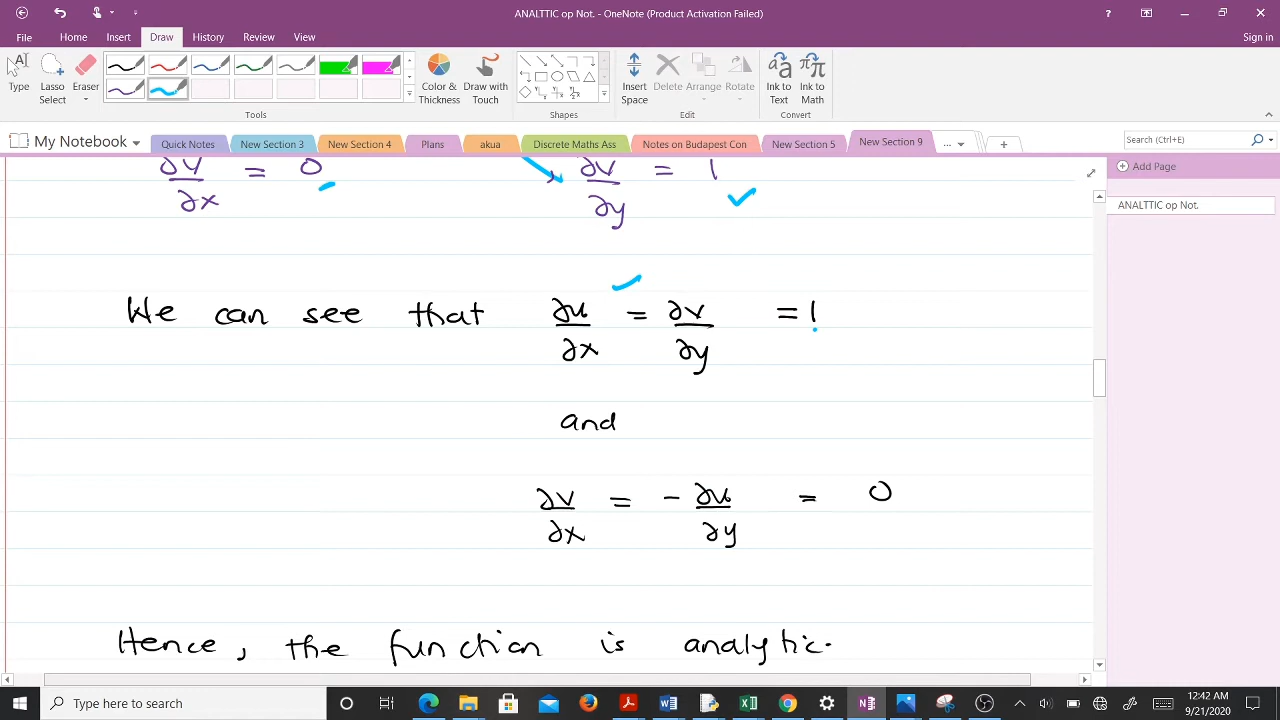 ANALTTIC op Not. - OneNote (Product Activation Failed)
File Home Insert Draw History Review View Sign in
Type Lasso Select Eraser Color & Thickness Draw with Touch Insert Space Delete Arrange Rotate Ink to Text Ink to Math
Tools Shapes Edit Convert
My Notebook Quick Notes New Section 3 New Section 4 Plans akua Discrete Maths Ass Notes on Budapest Con New Section 5 New Section 9 ... Search (Ctrl+E)
Add Page
ANALTTIC op Not.
∂v/∂x = 0 , ∂v/∂y = 1
We can see that ∂u/∂x = ∂v/∂y = 1
and
∂v/∂x = - ∂u/∂y = 0
Hence, the function is analytic.
Type here to search
12:42 AM
9/21/2020